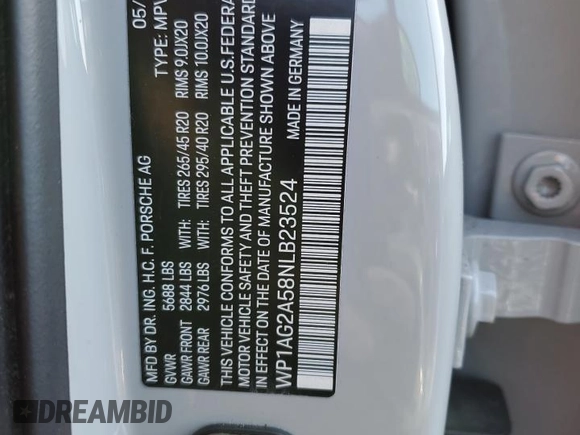 MFD BY DR. ING. H.C. F. PORSCHE AG 05/
GVWR 5688 LBS TYPE: MPV
GAWR FRONT 2844 LBS WITH: TIRES 265/45 R20 RIMS 9.0JX20
GAWR REAR 2976 LBS WITH: TIRES 295/40 R20 RIMS 10.0JX20
THIS VEHICLE CONFORMS TO ALL APPLICABLE U.S. FEDERA
MOTOR VEHICLE SAFETY AND THEFT PREVENTION STANDAR
IN EFFECT ON THE DATE OF MANUFACTURE SHOWN ABOVE
WP1AG2A58NLB23524 MADE IN GERMANY
DREAMBID